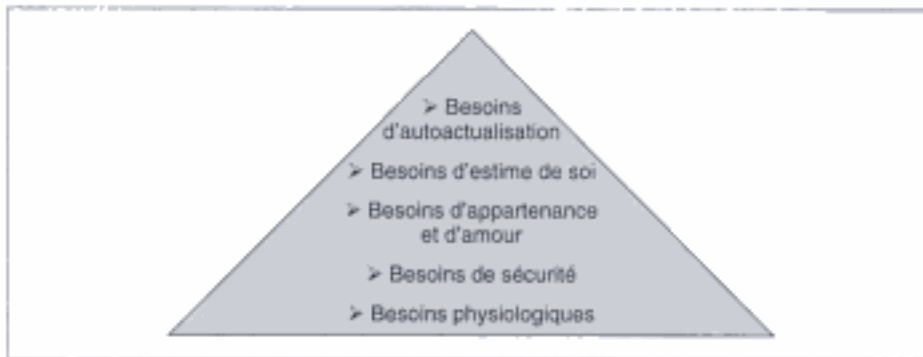 ➢ Besoins
d'autoactualisation
➢ Besoins d'estime de soi
➢ Besoins d'appartenance
et d'amour
➢ Besoins de sécurité
➢ Besoins physiologiques